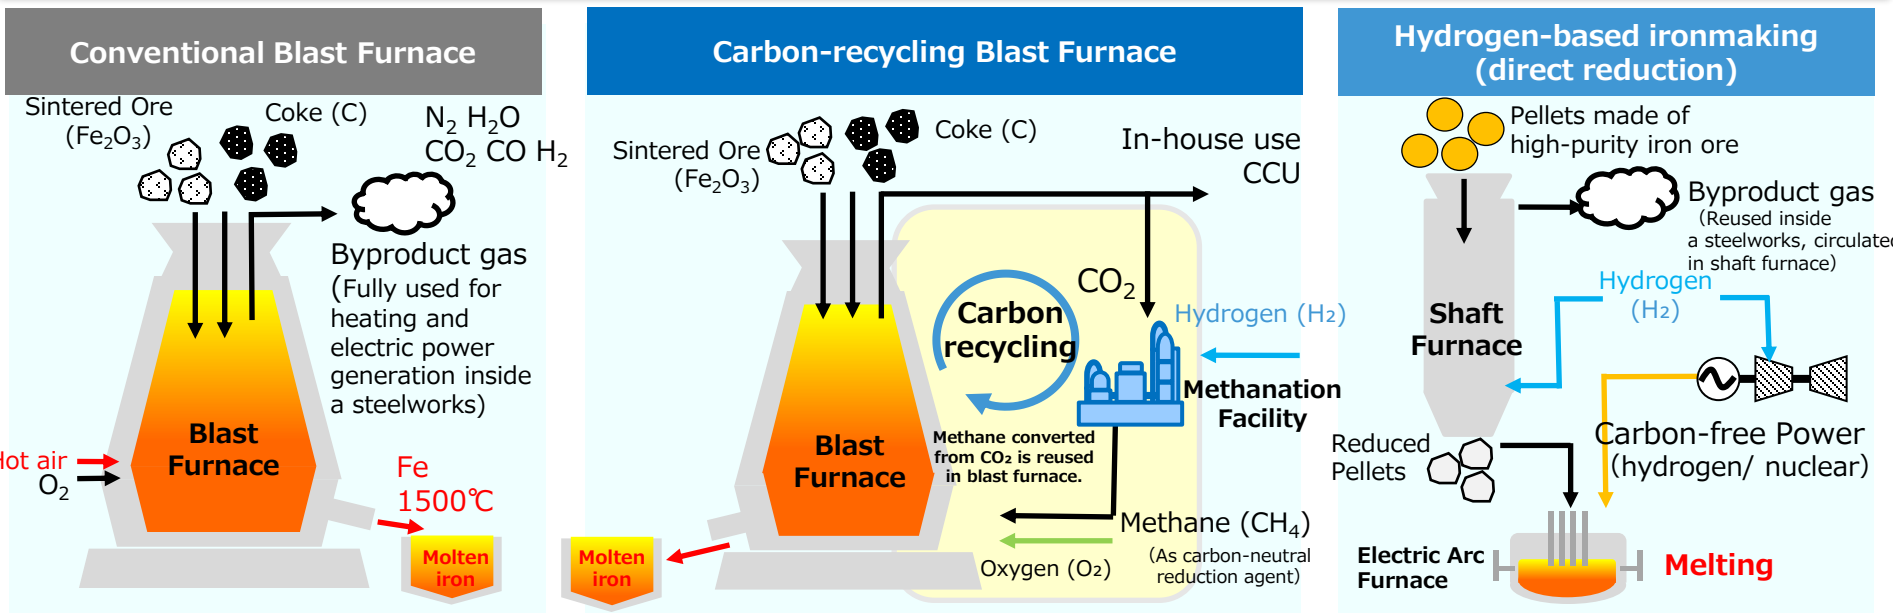 Conventional Blast Furnace
Sintered Ore
(Fe₂O₃)
Coke (C)
N₂ H₂O
CO₂ CO H₂
Byproduct gas
(Fully used for
heating and
electric power
generation inside
a steelworks)
Blast
Furnace
Hot air
O₂
Fe
1500℃
Molten
iron
Carbon-recycling Blast Furnace
Sintered Ore
(Fe₂O₃)
Coke (C)
In-house use
CCU
CO₂
Carbon
recycling
Hydrogen (H₂)
Methanation
Facility
Blast
Furnace
Methane converted
from CO₂ is reused
in blast furnace.
Methane (CH₄)
(As carbon-neutral
reduction agent)
Oxygen (O₂)
Molten
iron
Hydrogen-based ironmaking
(direct reduction)
Pellets made of
high-purity iron ore
Byproduct gas
(Reused inside
a steelworks, circulated
in shaft furnace)
Hydrogen
(H₂)
Shaft
Furnace
Reduced
Pellets
Carbon-free Power
(hydrogen/ nuclear)
Electric Arc
Furnace
Melting